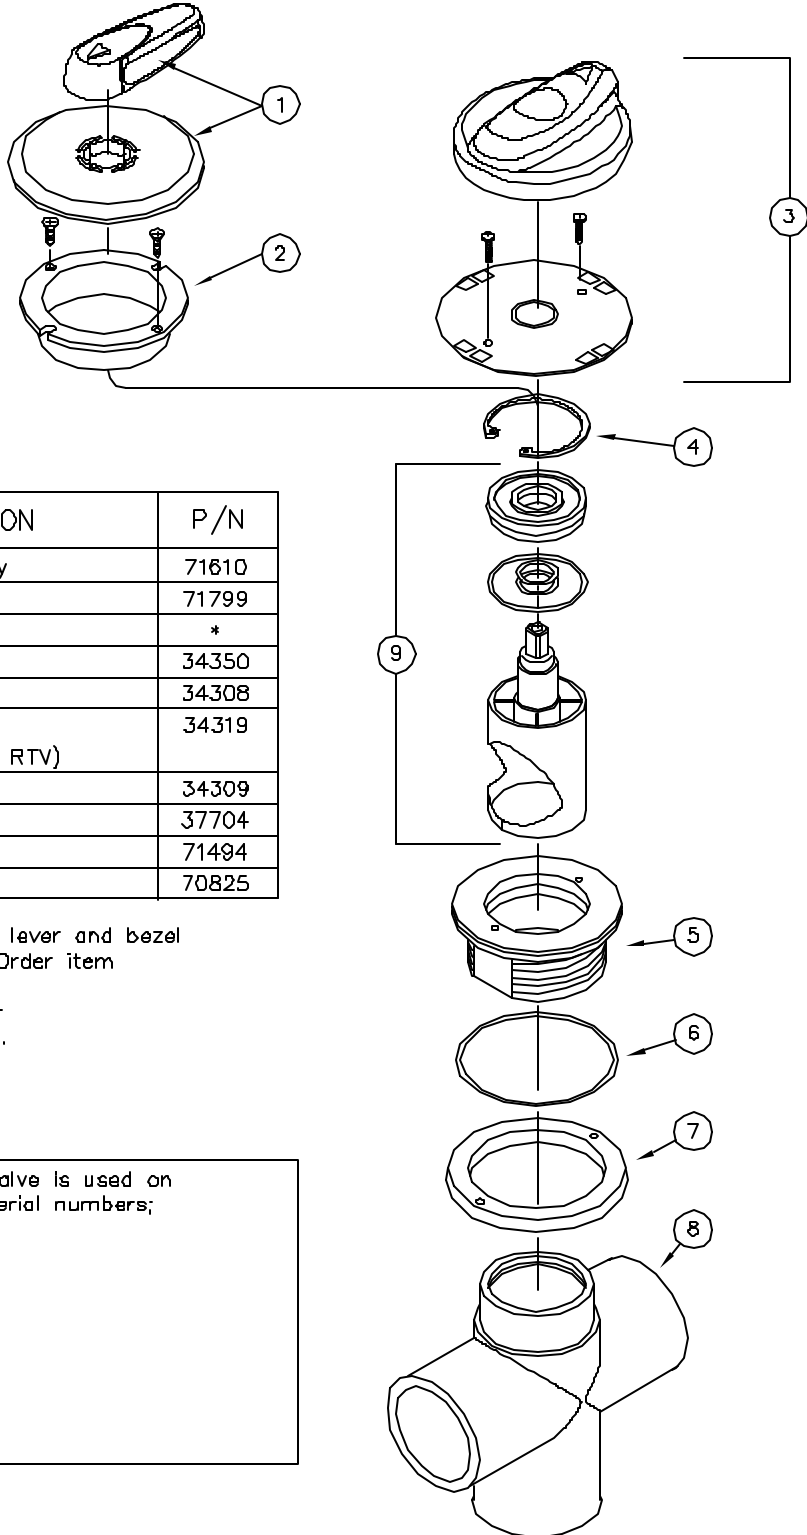 1
2
3
4
ON P/N
y 71610
71799
*
34350
34308
34319
RTV)
34309
37704
71494
70825
9
lever and bezel
Order item
5
6
7
alve is used on
erial numbers;
8